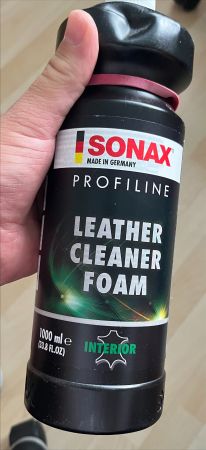 SONAX
MADE IN GERMANY
PROFILINE
LEATHER
CLEANER
FOAM
1000 ml ℮
(33.8 FL.OZ)
INTERIOR